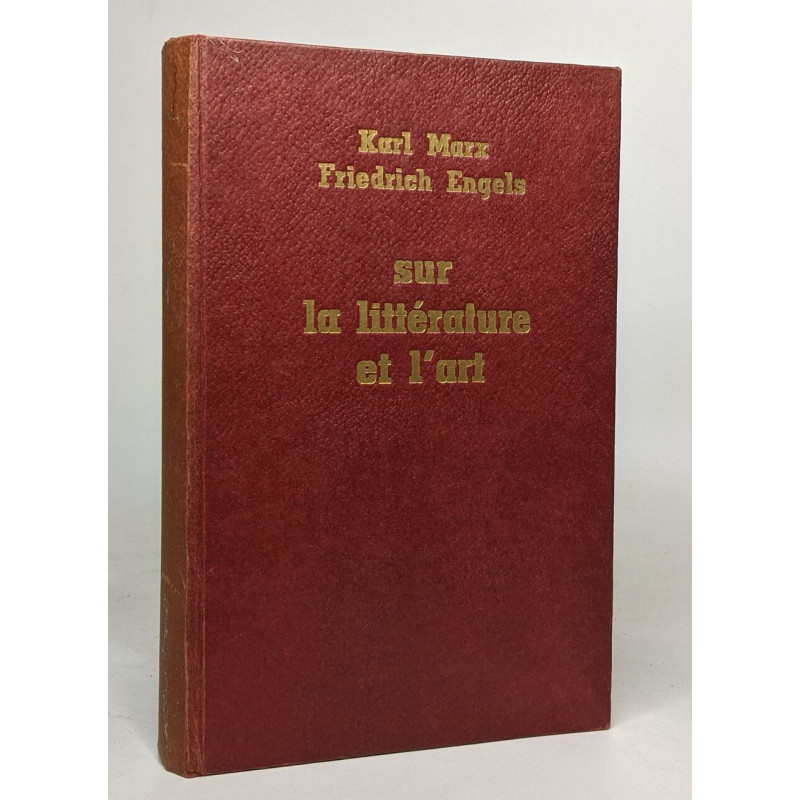 Karl Marx
Friedrich Engels
sur
la littérature
et l'art